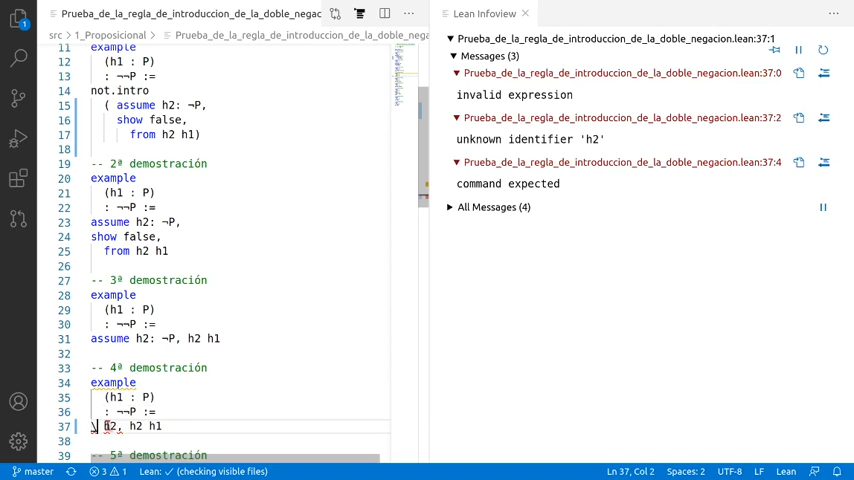 Prueba_de_la_regla_de_introduccion_de_la_doble_negac
Lean Infoview
src > 1_Proposicional > Prueba_de_la_regla_de_introduccion_de_la_doble_nega
11 example
12 (h1 : P)
13 : ¬¬P :=
14 not.intro
15 ( assume h2: ¬P,
16 show false,
17 from h2 h1)
18
19 -- 2ª demostración
20 example
21 (h1 : P)
22 : ¬¬P :=
23 assume h2: ¬P,
24 show false,
25 from h2 h1
26
27 -- 3ª demostración
28 example
29 (h1 : P)
30 : ¬¬P :=
31 assume h2: ¬P, h2 h1
32
33 -- 4ª demostración
34 example
35 (h1 : P)
36 : ¬¬P :=
37 \ h2, h2 h1
38
39 -- 5ª demostración
Prueba_de_la_regla_de_introduccion_de_la_doble_negacion.lean:37:1
Messages (3)
Prueba_de_la_regla_de_introduccion_de_la_doble_negacion.lean:37:0
invalid expression
Prueba_de_la_regla_de_introduccion_de_la_doble_negacion.lean:37:2
unknown identifier 'h2'
Prueba_de_la_regla_de_introduccion_de_la_doble_negacion.lean:37:4
command expected
All Messages (4)
1
master 3 1 Lean: ✓ (checking visible files) Ln 37, Col 2 Spaces: 2 UTF-8 LF Lean